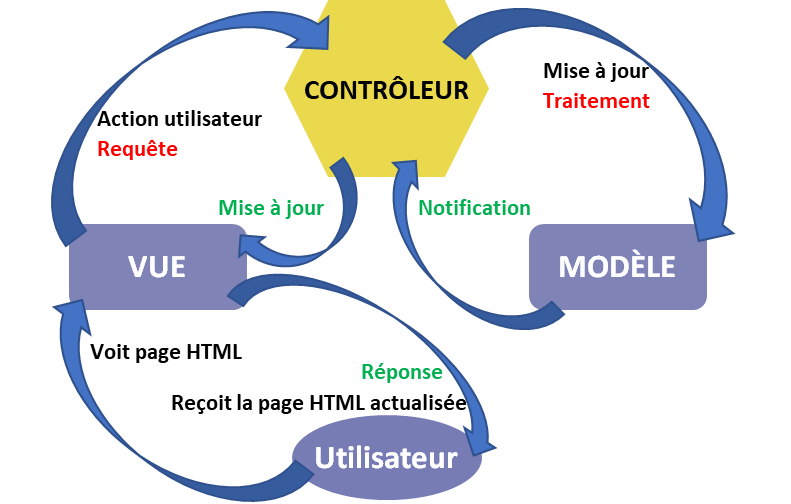 CONTRÔLEUR
Mise à jour
Traitement
Action utilisateur
Requête
Mise à jour
Notification
VUE
MODÈLE
Voit page HTML
Réponse
Reçoit la page HTML actualisée
Utilisateur